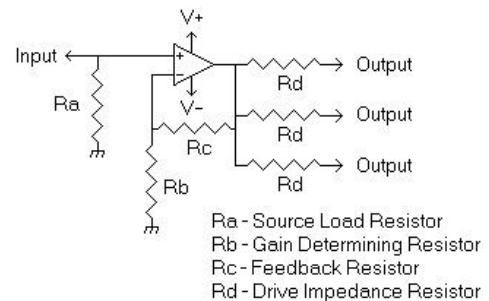 V+
Input
+
Rd
Output
-
V-
Ra
Rc
Rd
Output
Rb
Rd
Output
Ra - Source Load Resistor
Rb - Gain Determining Resistor
Rc - Feedback Resistor
Rd - Drive Impedance Resistor